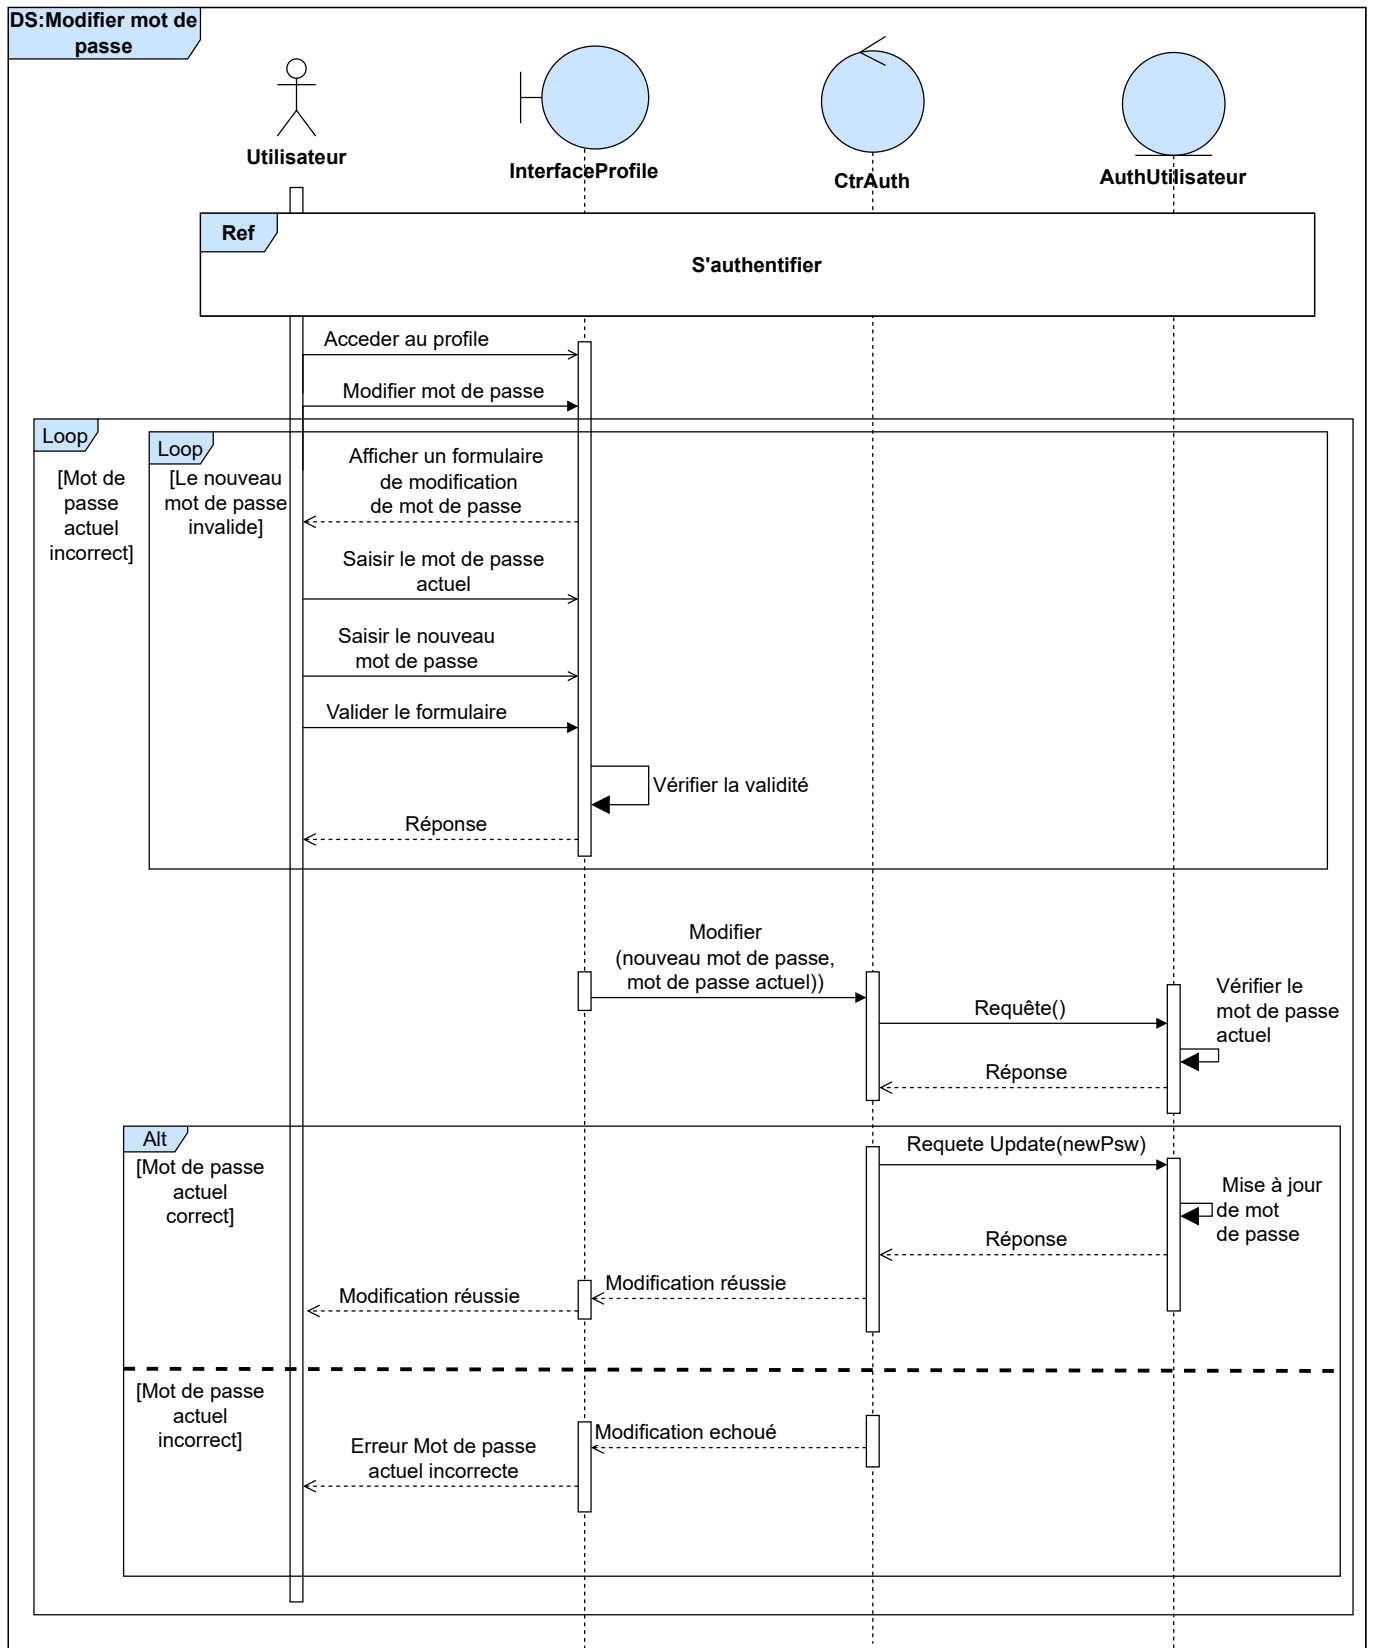 DS:Modifier mot de
passe
Utilisateur
InterfaceProfile
CtrAuth
AuthUtilisateur
Ref
S'authentifier
Acceder au profile
Modifier mot de passe
Loop
Loop
[Mot de
passe
actuel
incorrect]
[Le nouveau
mot de passe
invalide]
Afficher un formulaire
de modification
de mot de passe
Saisir le mot de passe
actuel
Saisir le nouveau
mot de passe
Valider le formulaire
Vérifier la validité
Réponse
Modifier
(nouveau mot de passe,
mot de passe actuel))
Requête()
Vérifier le
mot de passe
actuel
Réponse
Alt
[Mot de passe
actuel
correct]
Requete Update(newPsw)
Mise à jour
de mot
de passe
Réponse
Modification réussie
Modification réussie
[Mot de passe
actuel
incorrect]
Modification echoué
Erreur Mot de passe
actuel incorrecte